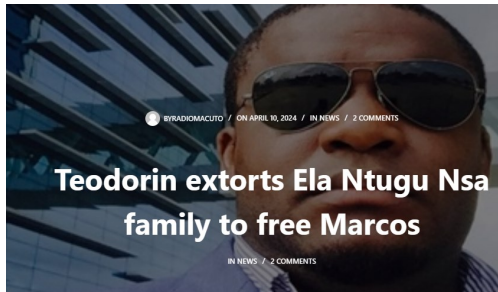 BYRADIOMACUTO / ON APRIL 10, 2024 / IN NEWS / 2 COMMENTS
Teodorin extorts Ela Ntugu Nsa
family to free Marcos
IN NEWS / 2 COMMENTS